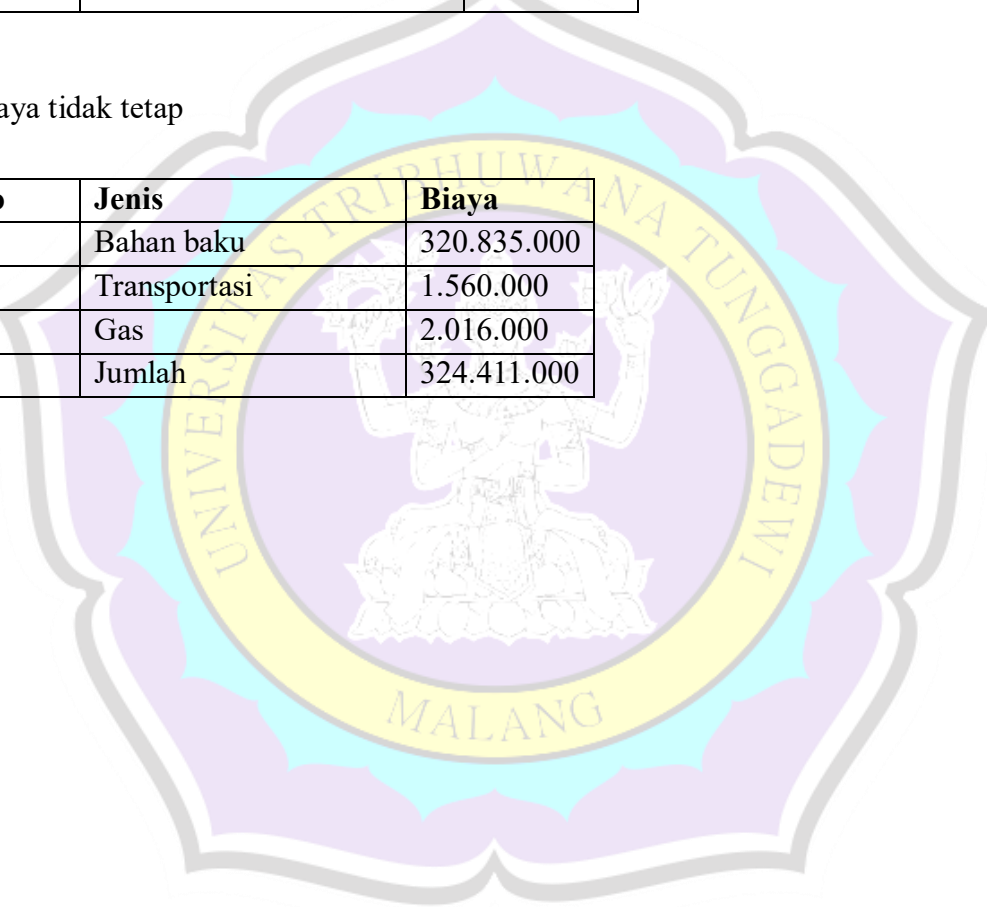 aya tidak tetap
Jenis Biaya
Bahan baku 320.835.000
Transportasi 1.560.000
Gas 2.016.000
Jumlah 324.411.000
UNIVERSITAS TRIBHUWANA TUNGGADEWI
MALANG